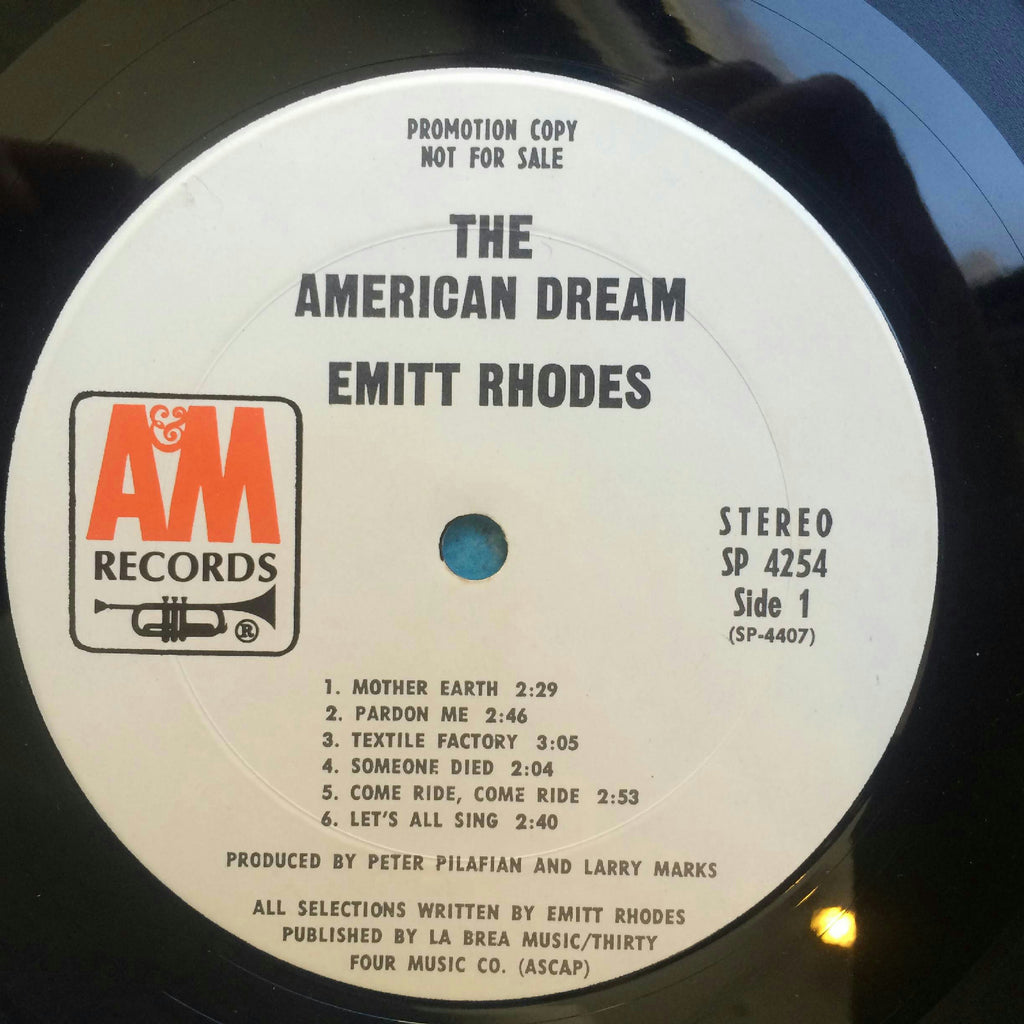 PROMOTION COPY
NOT FOR SALE
THE
AMERICAN DREAM
EMITT RHODES
A&M
RECORDS
®
STEREO
SP 4254
Side 1
(SP-4407)
1. MOTHER EARTH 2:29
2. PARDON ME 2:46
3. TEXTILE FACTORY 3:05
4. SOMEONE DIED 2:04
5. COME RIDE, COME RIDE 2:53
6. LET'S ALL SING 2:40
PRODUCED BY PETER PILAFIAN AND LARRY MARKS
ALL SELECTIONS WRITTEN BY EMITT RHODES
PUBLISHED BY LA BREA MUSIC/THIRTY
FOUR MUSIC CO. (ASCAP)